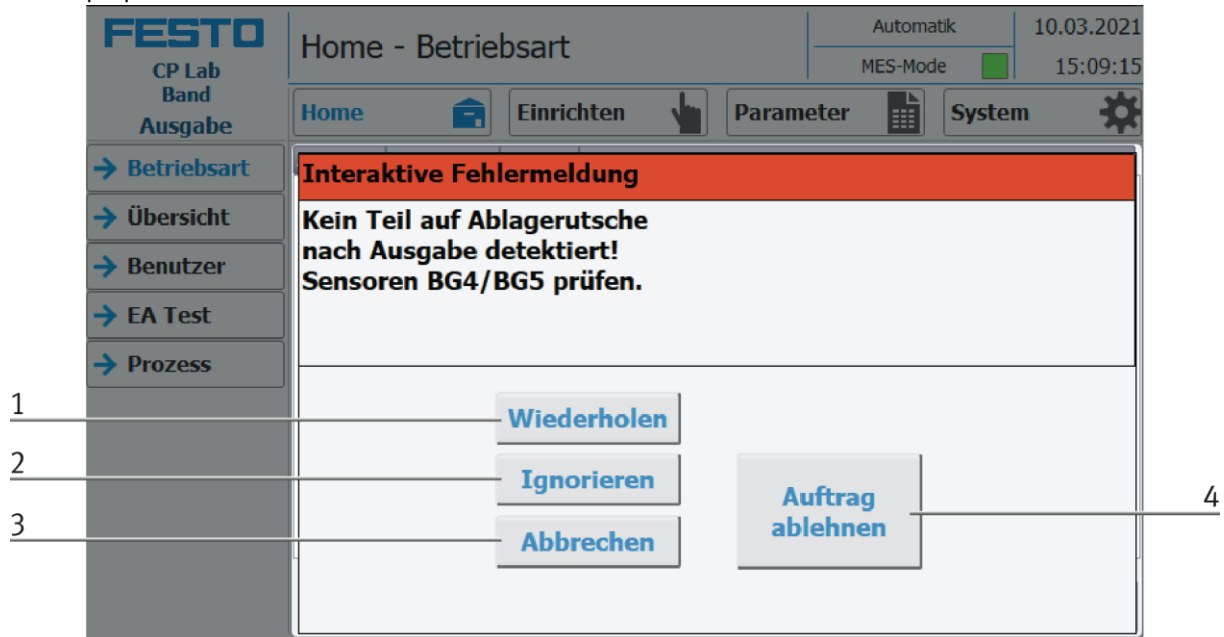 FESTO
CP Lab
Band
Ausgabe
Home - Betriebsart
Automatik
MES-Mode
10.03.2021
15:09:15
Home
Einrichten
Parameter
System
Betriebsart
Übersicht
Benutzer
EA Test
Prozess
Interaktive Fehlermeldung
Kein Teil auf Ablagerutsche
nach Ausgabe detektiert!
Sensoren BG4/BG5 prüfen.
1
Wiederholen
2
Ignorieren
3
Abbrechen
Auftrag
ablehnen
4